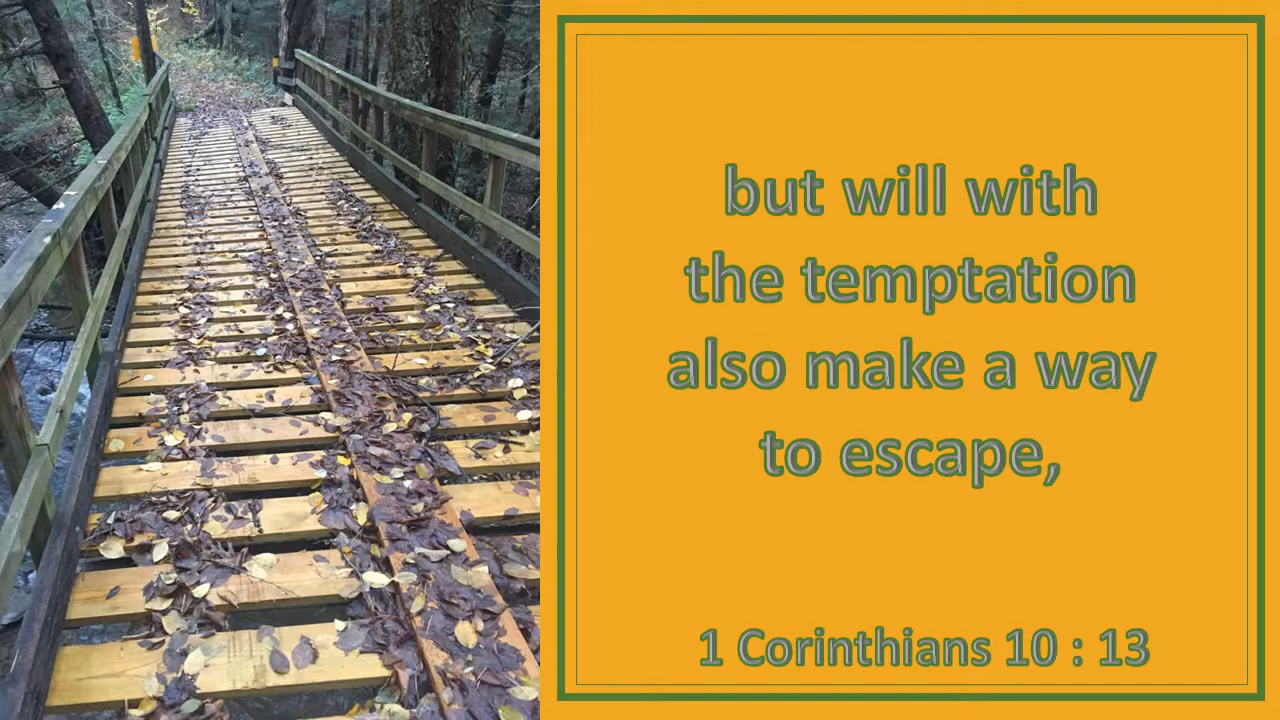 but will with
the temptation
also make a way
to escape,
1 Corinthians 10 : 13